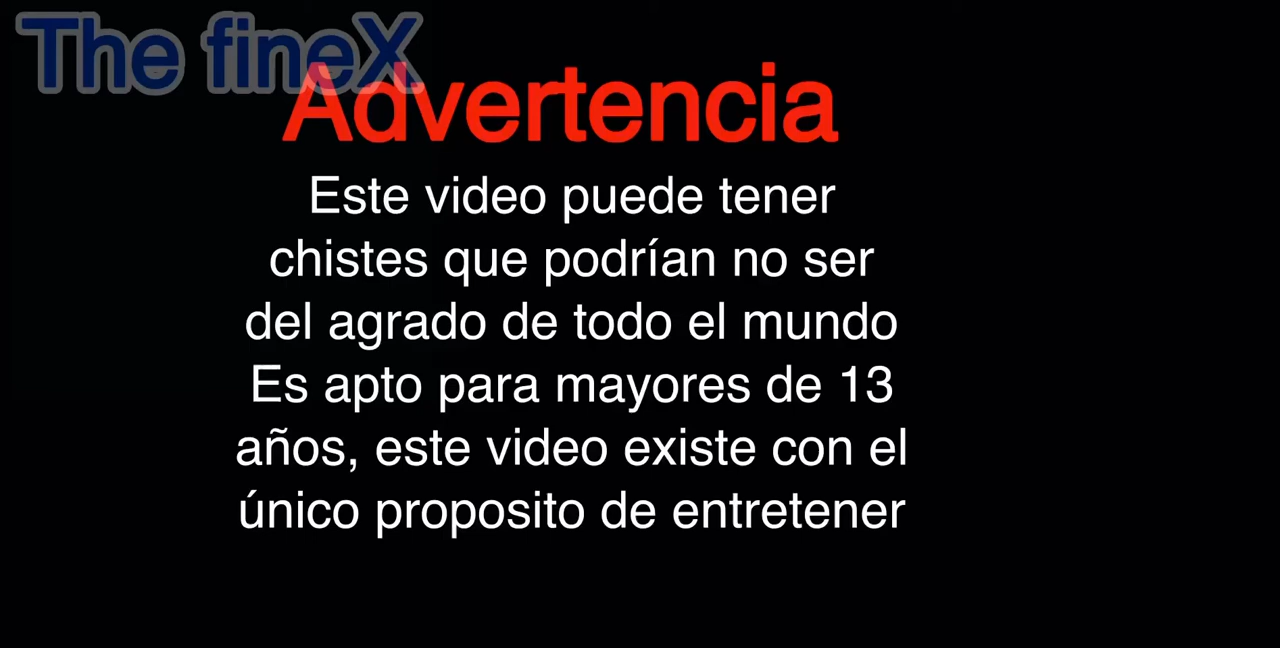 The fineX
Advertencia
Este video puede tener
chistes que podrían no ser
del agrado de todo el mundo
Es apto para mayores de 13
años, este video existe con el
único proposito de entretener